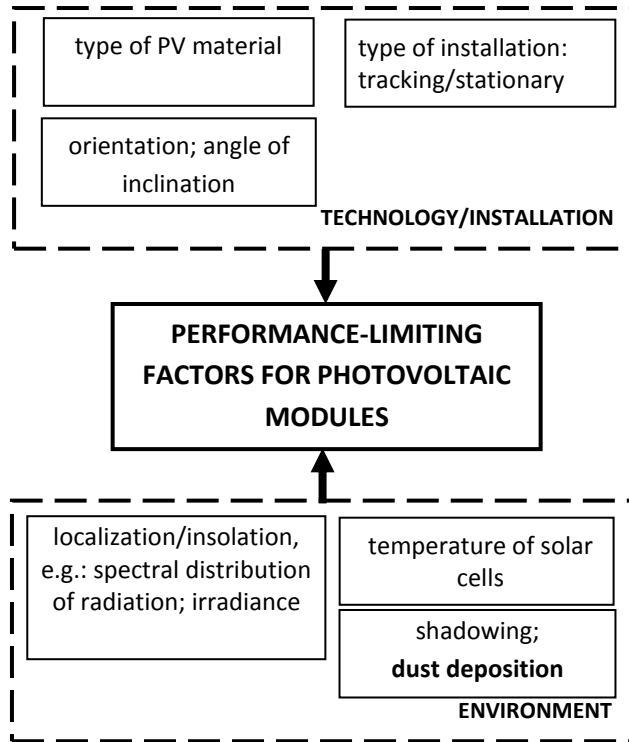 type of PV material
type of installation:
tracking/stationary
orientation; angle of
inclination
TECHNOLOGY/INSTALLATION
PERFORMANCE-LIMITING
FACTORS FOR PHOTOVOLTAIC
MODULES
localization/insolation,
e.g.: spectral distribution
of radiation; irradiance
temperature of solar
cells
shadowing;
dust deposition
ENVIRONMENT